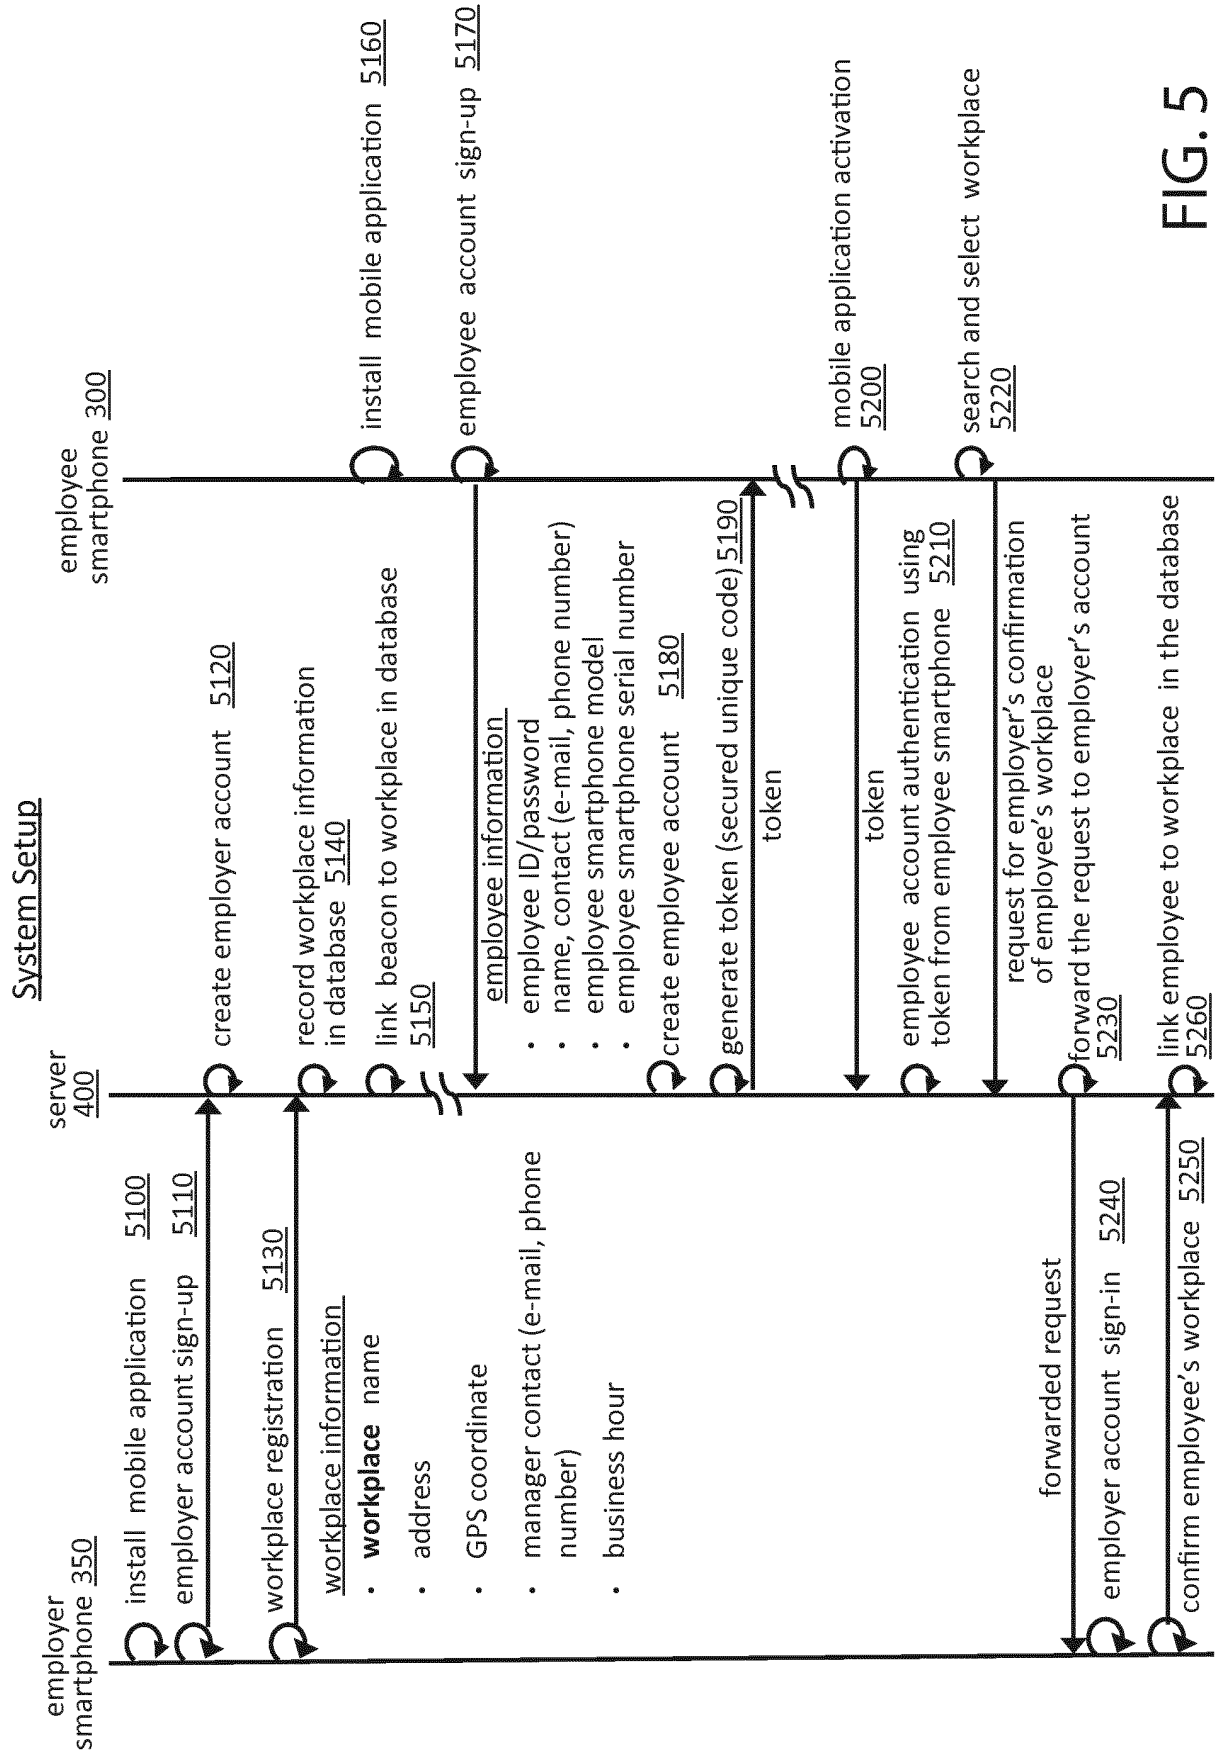 System Setup
employer
smartphone 350
server
400
employee
smartphone 300
install mobile application 5100
employer account sign-up 5110
create employer account 5120
workplace registration 5130
workplace information
· workplace name
· address
· GPS coordinate
· manager contact (e-mail, phone
number)
· business hour
record workplace information
in database 5140
link beacon to workplace in database
5150
install mobile application 5160
employee account sign-up 5170
employee information
· employee ID/password
· name, contact (e-mail, phone number)
· employee smartphone model
· employee smartphone serial number
create employee account 5180
generate token (secured unique code) 5190
token
mobile application activation
5200
token
employee account authentication using
token from employee smartphone 5210
search and select workplace
5220
request for employer's confirmation
of employee's workplace
forward the request to employer's account
5230
forwarded request
employer account sign-in 5240
confirm employee's workplace 5250
link employee to workplace in the database
5260
FIG. 5